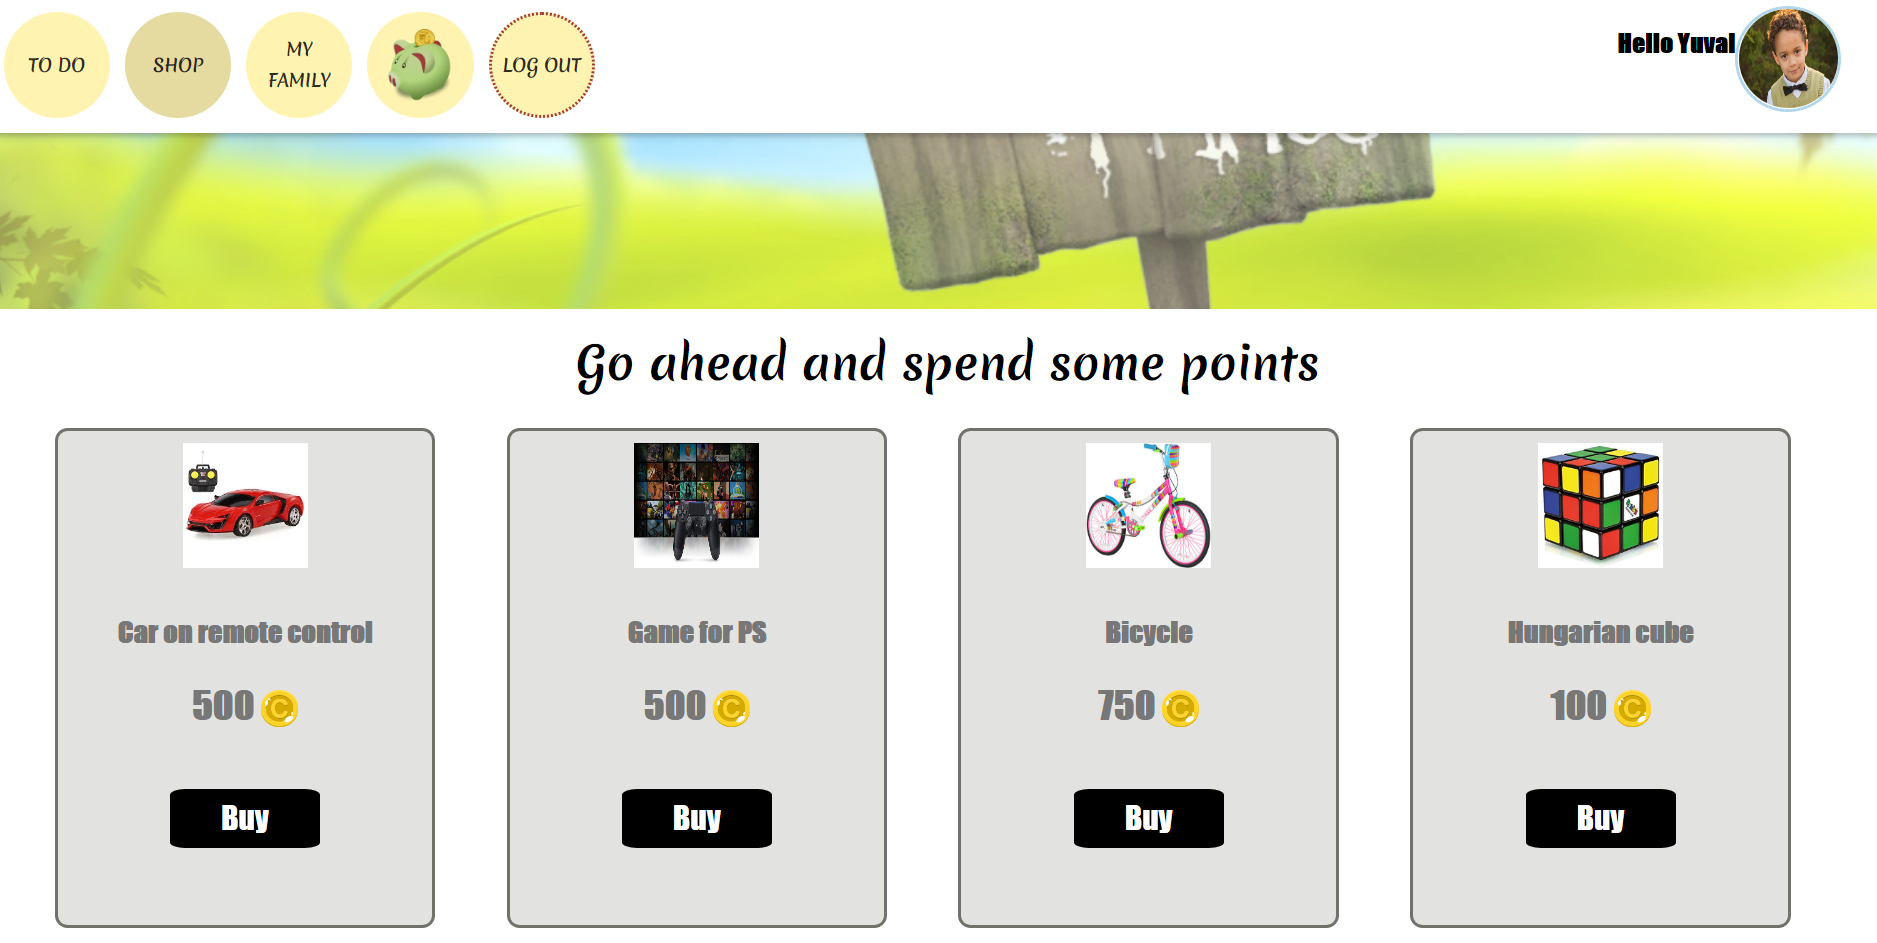 TO DO
SHOP
MY
FAMILY
LOG OUT
Hello Yuval
Go ahead and spend some points
Car on remote control
500
Buy
Game for PS
500
Buy
Bicycle
750
Buy
Hungarian cube
100
Buy